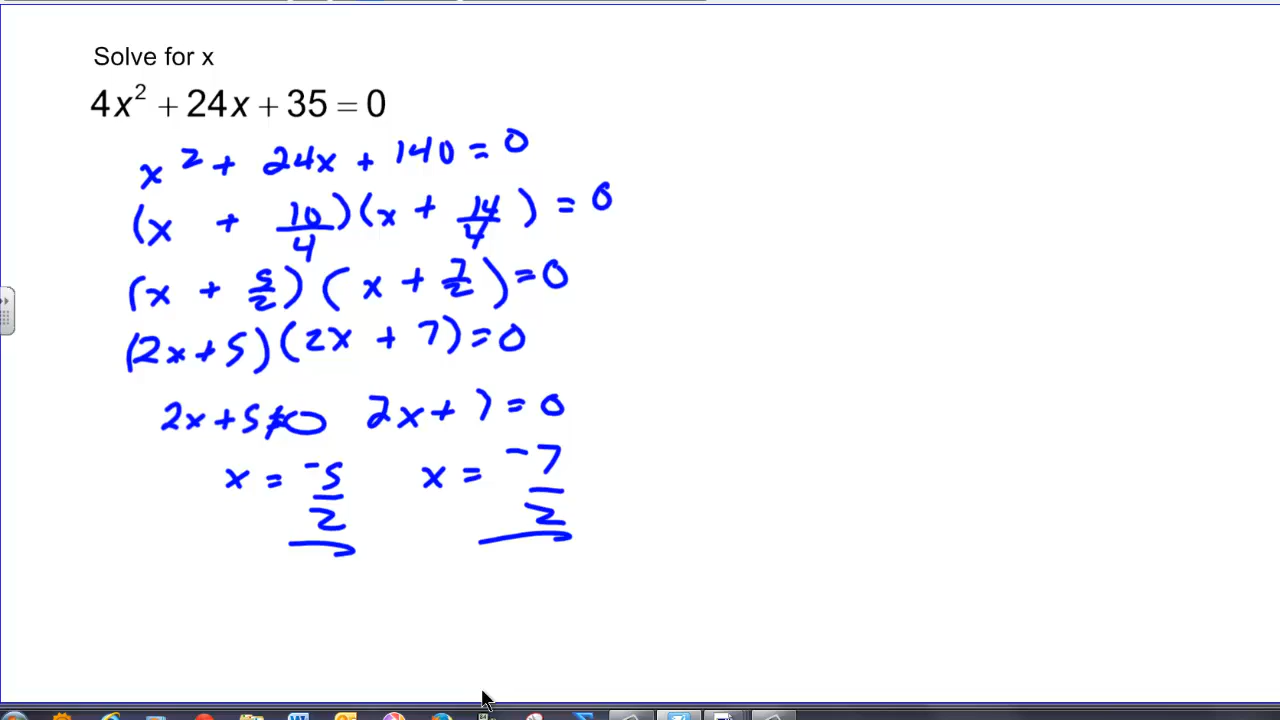 Solve for x
4x² + 24x + 35 = 0
x² + 24x + 140 = 0
(x + 10/4)(x + 14/4) = 0
(x + 5/2)(x + 7/2) = 0
(2x + 5)(2x + 7) = 0
2x + 5 = 0 2x + 7 = 0
x = -5/2 x = -7/2